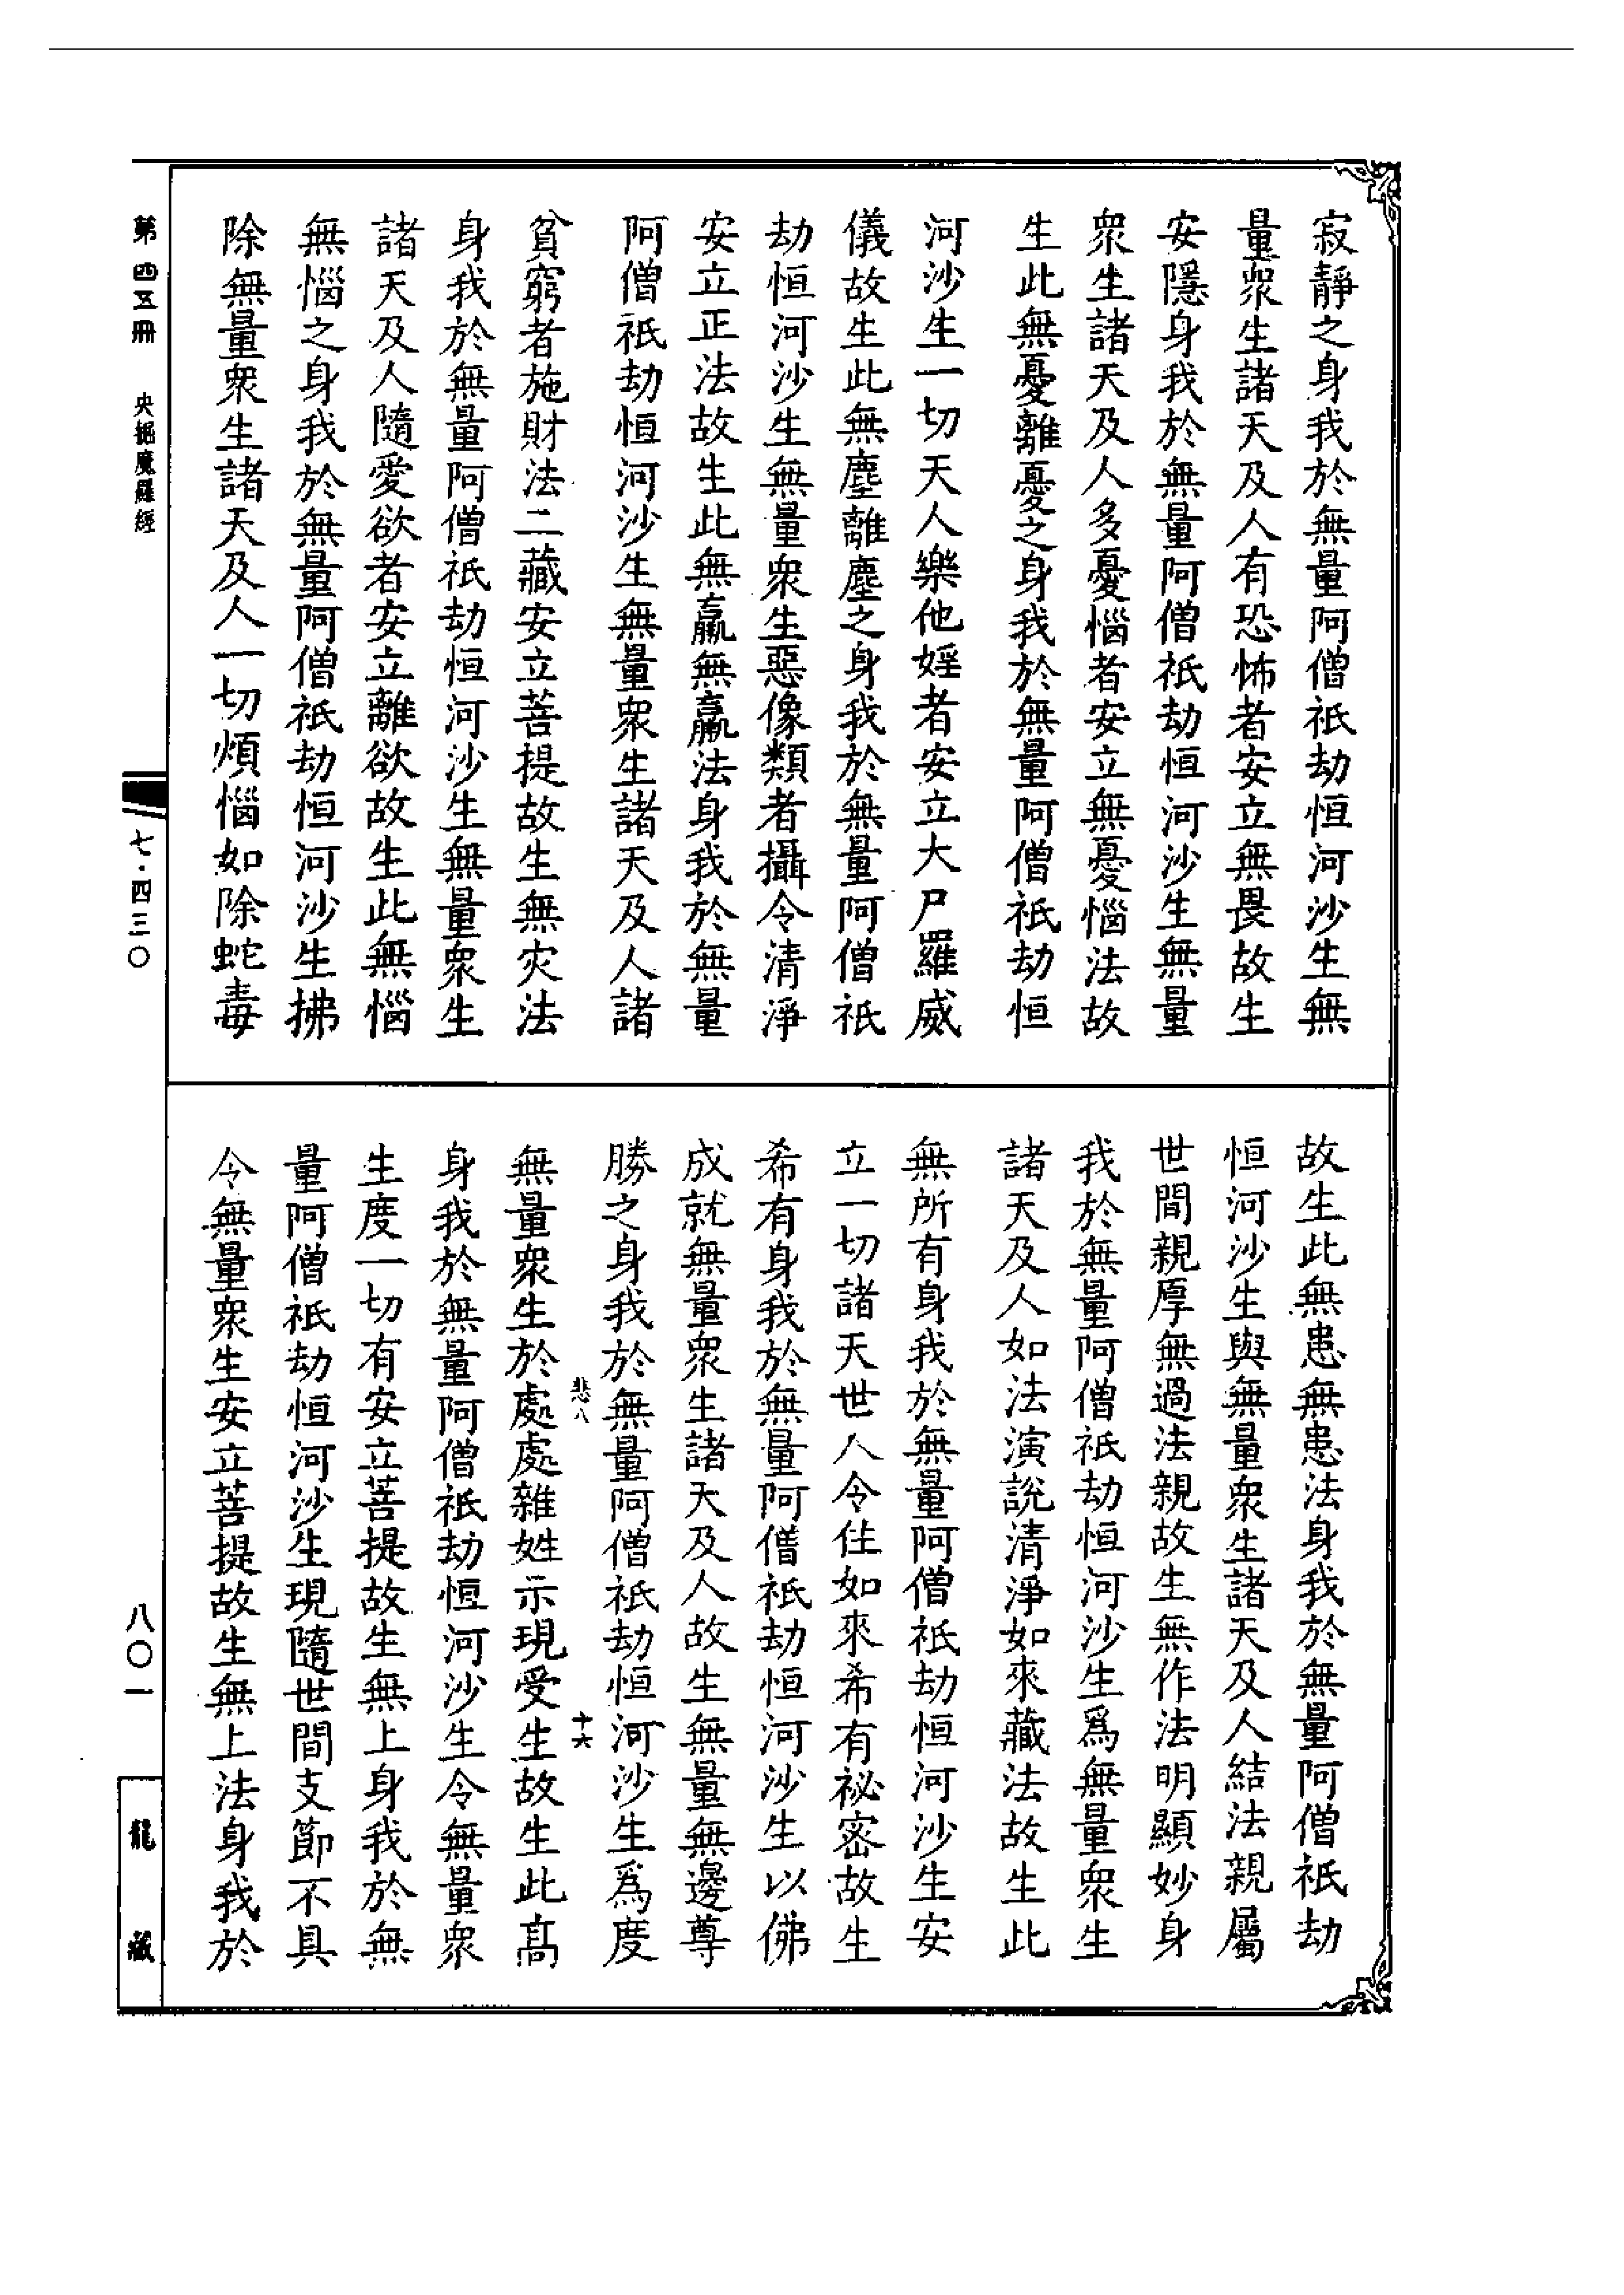 寂靜之身我於無量阿僧祇劫恒河沙生無
量衆生諸天及人有恐怖者安立無畏故生
安隱身我於無量阿僧祇劫恒河沙生無量
衆生諸天及人多憂惱者安立無憂惱法故
生此無憂離憂之身我於無量阿僧祇劫恒
河沙生一切天人樂他婬者安立大尸羅威
儀故生此無塵離塵之身我於無量阿僧祇
劫恒河沙生無量衆生惡像類者攝令清淨
安立正法故生此無羸無羸法身我於無量
阿僧祇劫恒河沙生無量衆生諸天及人諸
貧窮者施財法二藏安立菩提故生無灾法
身我於無量阿僧祇劫恒河沙生無量衆生
諸天及人隨愛欲者安立離欲故生此無惱
無惱之身我於無量阿僧祇劫恒河沙生拂
除無量衆生諸天及人一切煩惱如除蛇毒
故生此無患無患法身我於無量阿僧祇劫
恒河沙生與無量衆生諸天及人結法親屬
世間親厚無過法親故生無作法明顯妙身
我於無量阿僧祇劫恒河沙生爲無量衆生
諸天及人如法演說清淨如來藏法故生此
無所有身我於無量阿僧祇劫恒河沙生安
立一切諸天世人令住如來希有祕密故生
希有身我於無量阿僧祇劫恒河沙生以佛
成就無量衆生諸天及人故生無量無邊尊
勝之身我於無量阿僧祇劫恒河沙生爲度
悲八 十六
無量衆生於處處雜姓示現受生故生此高
身我於無量阿僧祇劫恒河沙生令無量衆
生度一切有安立菩提故生無上身我於無
量阿僧祇劫恒河沙生現隨世間支節不具
令無量衆生安立菩提故生無上法身我於
第四五冊 央掘魔羅經 七·四三〇 八〇一 龍藏